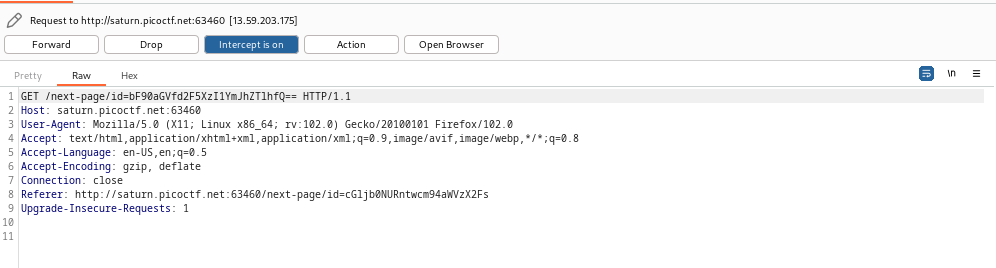 Request to http://saturn.picoctf.net:63460 [13.59.203.175]
Forward Drop Intercept is on Action Open Browser
Pretty Raw Hex \n
1 GET /next-page/id=bF90aGVfd2F5XzI1YmJhZTlhfQ== HTTP/1.1
2 Host: saturn.picoctf.net:63460
3 User-Agent: Mozilla/5.0 (X11; Linux x86_64; rv:102.0) Gecko/20100101 Firefox/102.0
4 Accept: text/html,application/xhtml+xml,application/xml;q=0.9,image/avif,image/webp,*/*;q=0.8
5 Accept-Language: en-US,en;q=0.5
6 Accept-Encoding: gzip, deflate
7 Connection: close
8 Referer: http://saturn.picoctf.net:63460/next-page/id=cGljb0NURntwcm94aWVzX2Fs
9 Upgrade-Insecure-Requests: 1
10
11